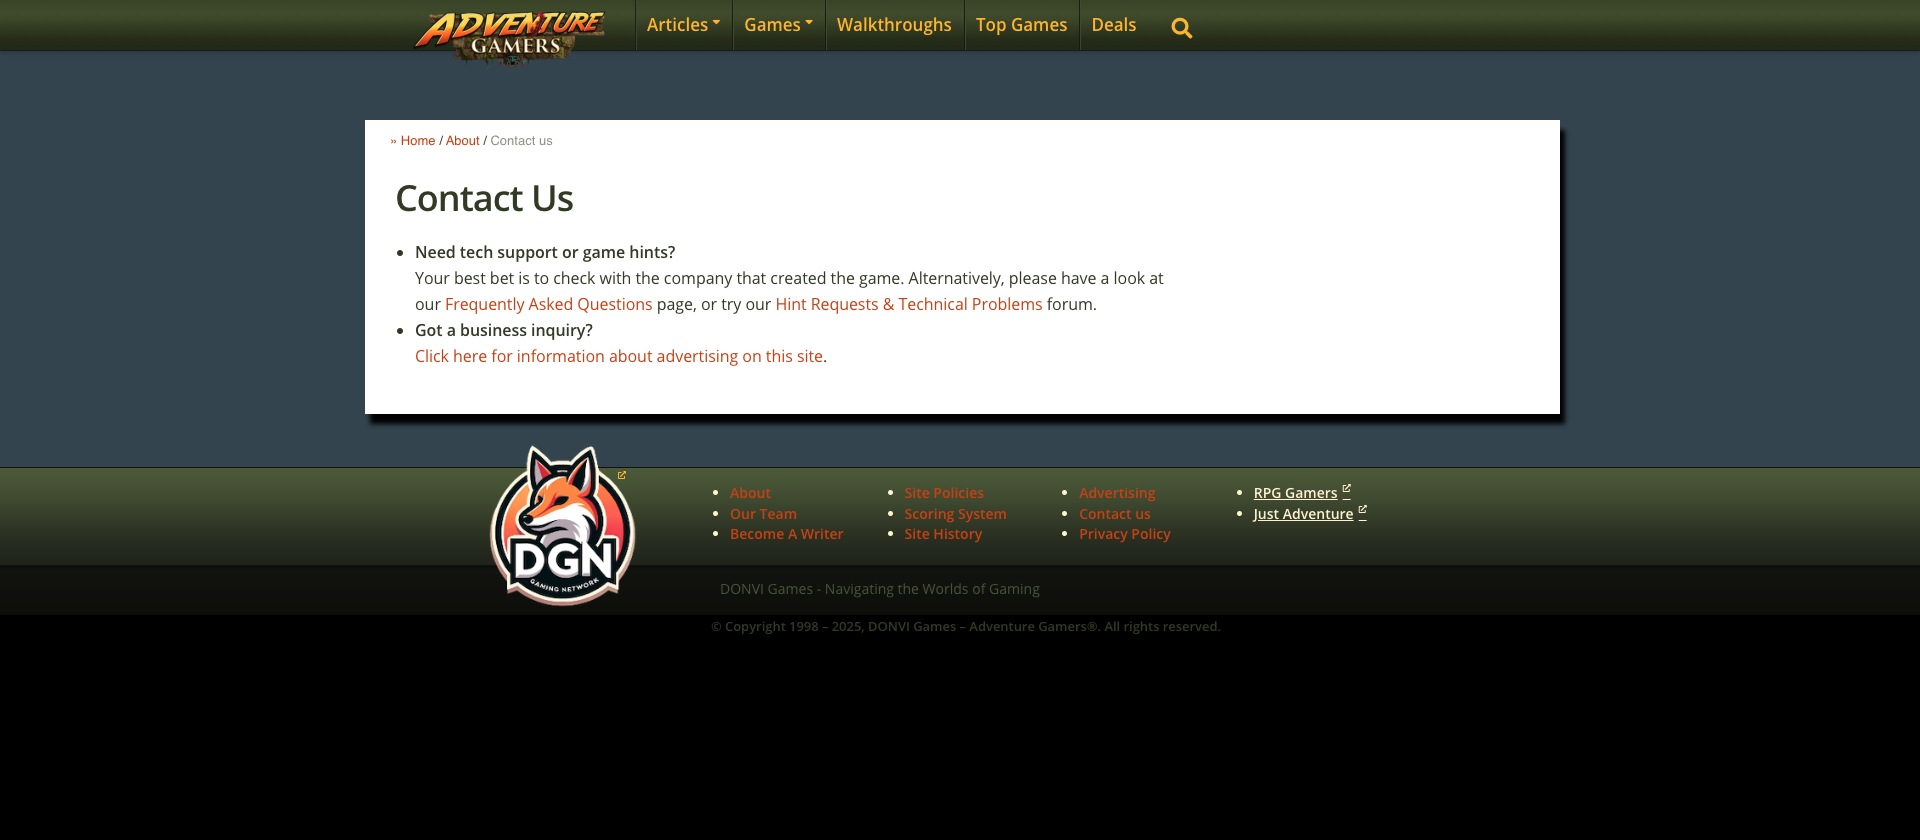 ADVENTURE
GAMERS
Articles
Games
Walkthroughs
Top Games
Deals
» Home / About / Contact us
Contact Us
• Need tech support or game hints?
Your best bet is to check with the company that created the game. Alternatively, please have a look at
our Frequently Asked Questions page, or try our Hint Requests & Technical Problems forum.
• Got a business inquiry?
Click here for information about advertising on this site.
DGN
GAMING NETWORK
• About
• Our Team
• Become A Writer
• Site Policies
• Scoring System
• Site History
• Advertising
• Contact us
• Privacy Policy
• RPG Gamers
• Just Adventure
DONVI Games - Navigating the Worlds of Gaming
© Copyright 1998 – 2025, DONVI Games – Adventure Gamers®. All rights reserved.